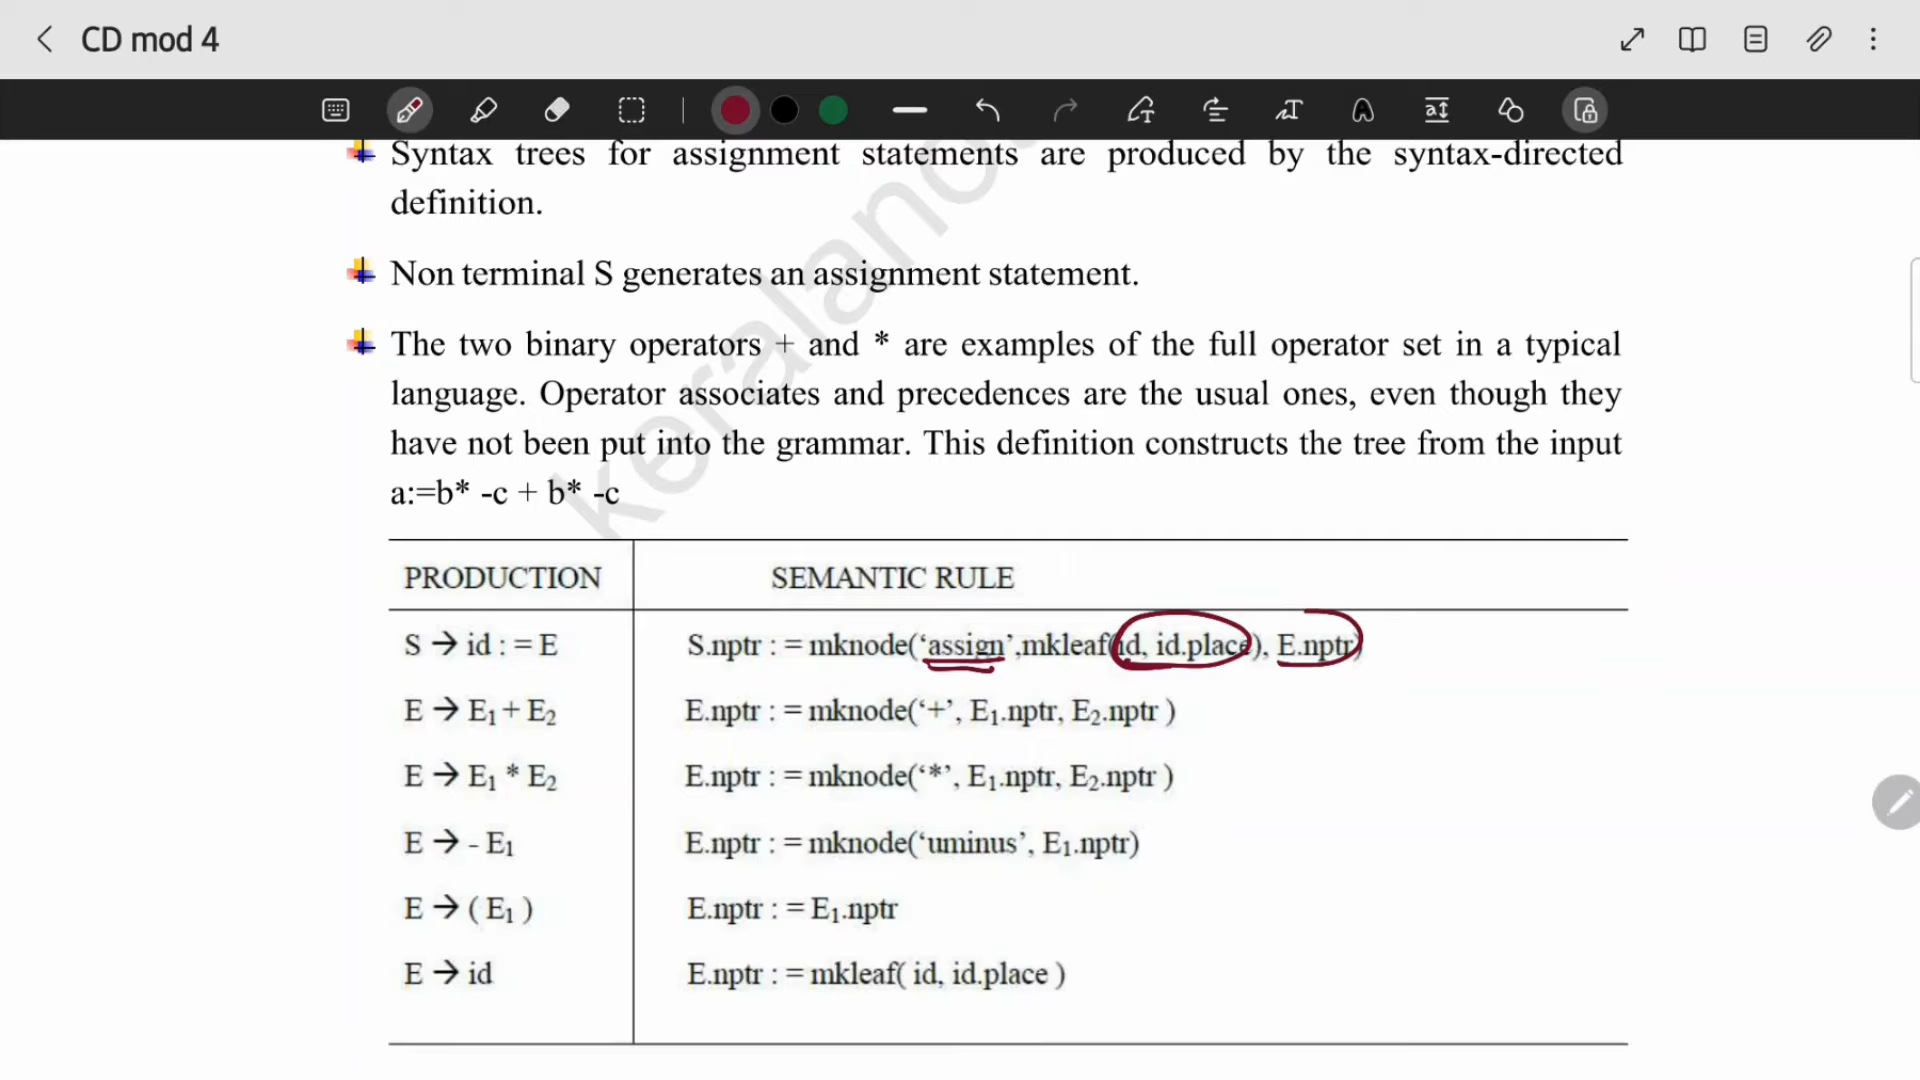 CD mod 4
Syntax trees for assignment statements are produced by the syntax-directed
definition.
Non terminal S generates an assignment statement.
The two binary operators + and * are examples of the full operator set in a typical
language. Operator associates and precedences are the usual ones, even though they
have not been put into the grammar. This definition constructs the tree from the input
a:=b* -c + b* -c
PRODUCTION SEMANTIC RULE
S → id : = E S.nptr : = mknode(‘assign’,mkleaf(id, id.place), E.nptr)
E → E₁ + E₂ E.nptr : = mknode(‘+’, E₁.nptr, E₂.nptr )
E → E₁ * E₂ E.nptr : = mknode(‘*’, E₁.nptr, E₂.nptr )
E → - E₁ E.nptr : = mknode(‘uminus’, E₁.nptr)
E → ( E₁ ) E.nptr : = E₁.nptr
E → id E.nptr : = mkleaf( id, id.place )